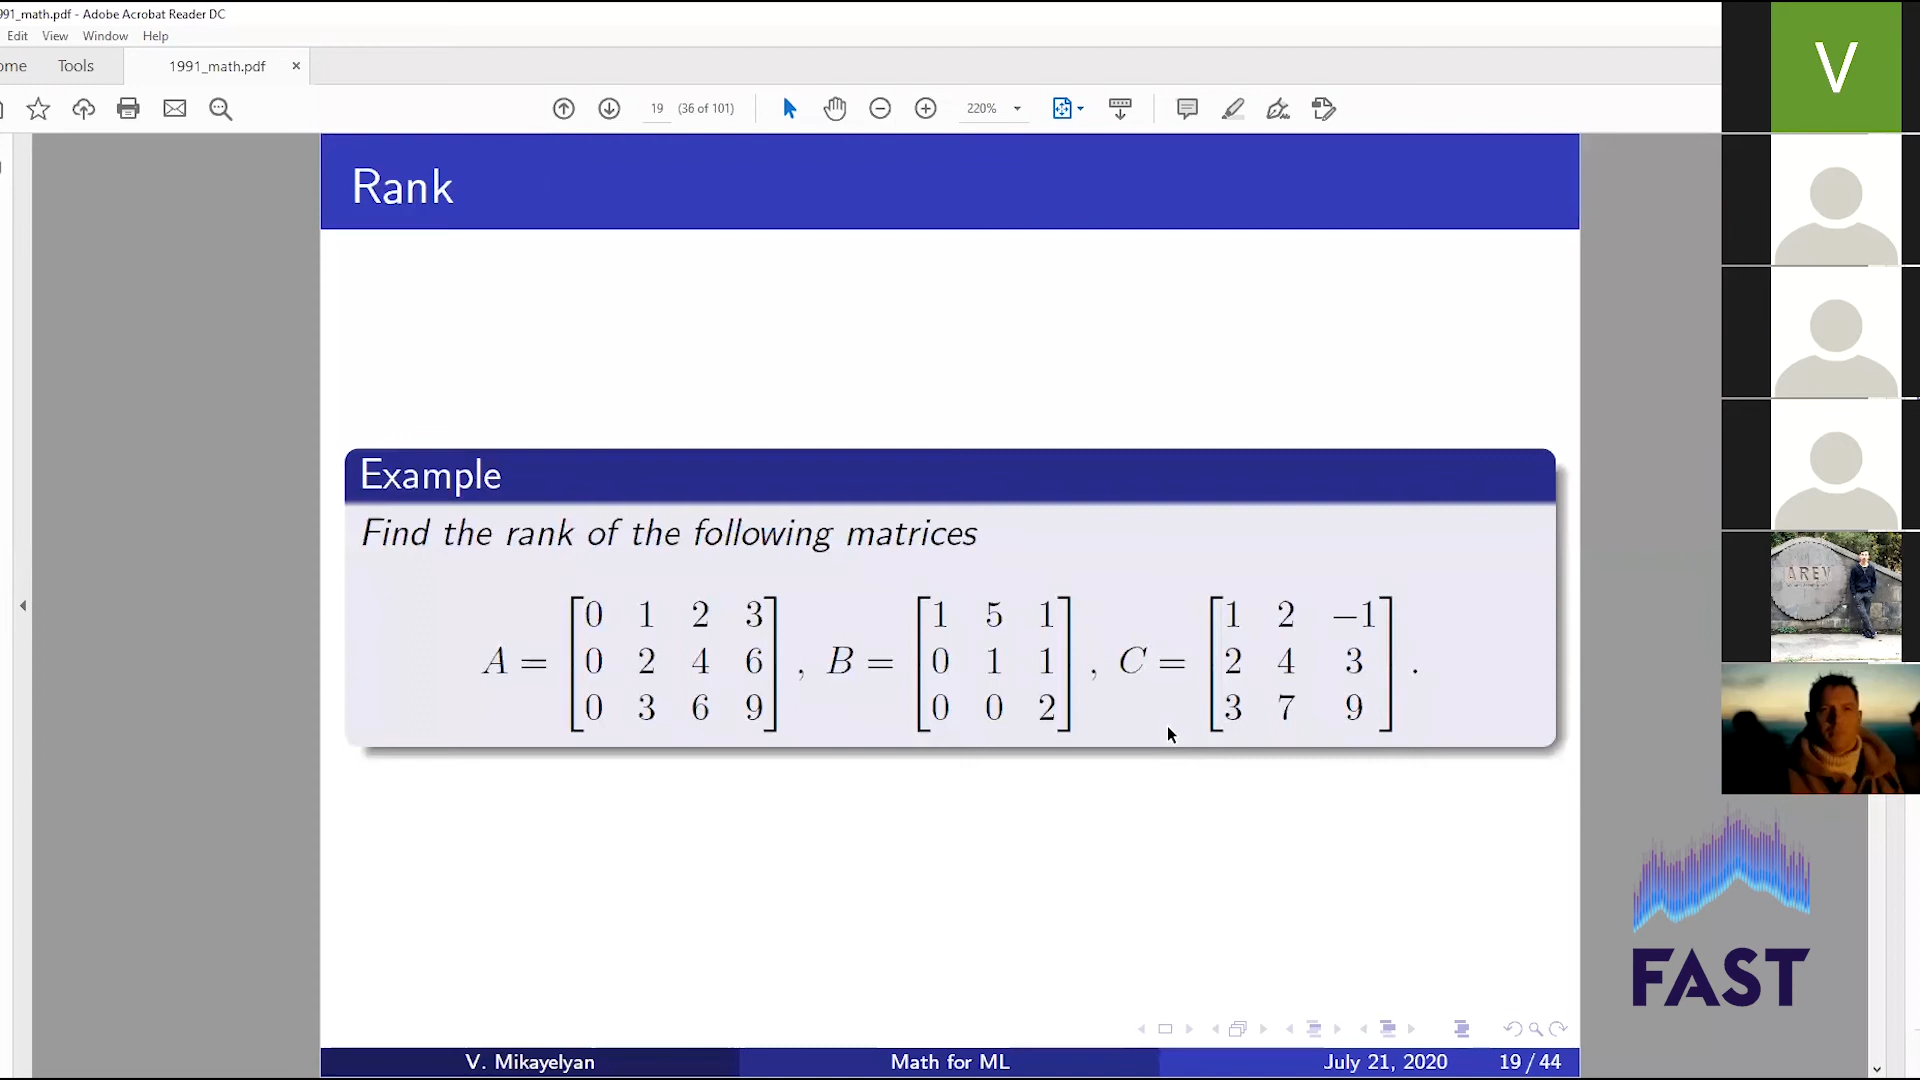 991_math.pdf - Adobe Acrobat Reader DC
Edit View Window Help
ome Tools 1991_math.pdf ×
19 (36 of 101) 220%
V
Rank
Example
Find the rank of the following matrices
A = [0 1 2 3
0 2 4 6
0 3 6 9] , B = [1 5 1
0 1 1
0 0 2] , C = [1 2 −1
2 4 3
3 7 9] .
AREV
FAST
V. Mikayelyan Math for ML July 21, 2020 19 / 44